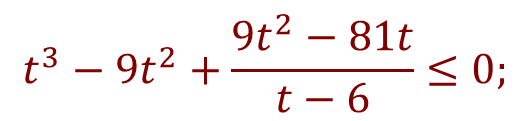 t³ − 9t² + (9t² − 81t)/(t − 6) ≤ 0;